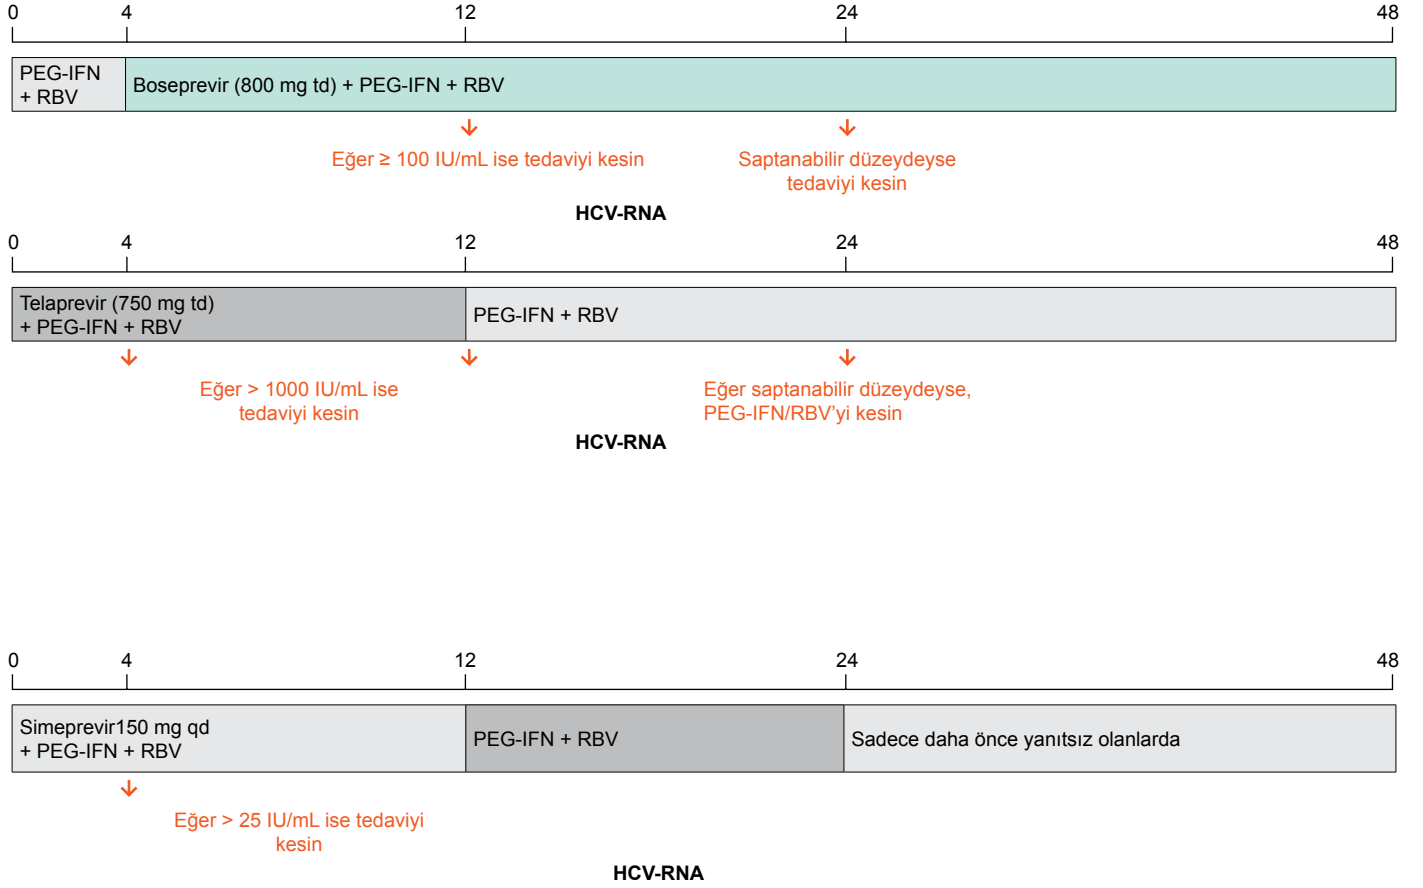 0 4 12 24 48
PEG-IFN
+ RBV
Boseprevir (800 mg td) + PEG-IFN + RBV
Eğer ≥ 100 IU/mL ise tedaviyi kesin
Saptanabilir düzeydeyse
tedaviyi kesin
HCV-RNA
0 4 12 24 48
Telaprevir (750 mg td)
+ PEG-IFN + RBV
PEG-IFN + RBV
Eğer > 1000 IU/mL ise
tedaviyi kesin
Eğer saptanabilir düzeydeyse,
PEG-IFN/RBV’yi kesin
HCV-RNA
0 4 12 24 48
Simeprevir150 mg qd
+ PEG-IFN + RBV
PEG-IFN + RBV
Sadece daha önce yanıtsız olanlarda
Eğer > 25 IU/mL ise tedaviyi
kesin
HCV-RNA